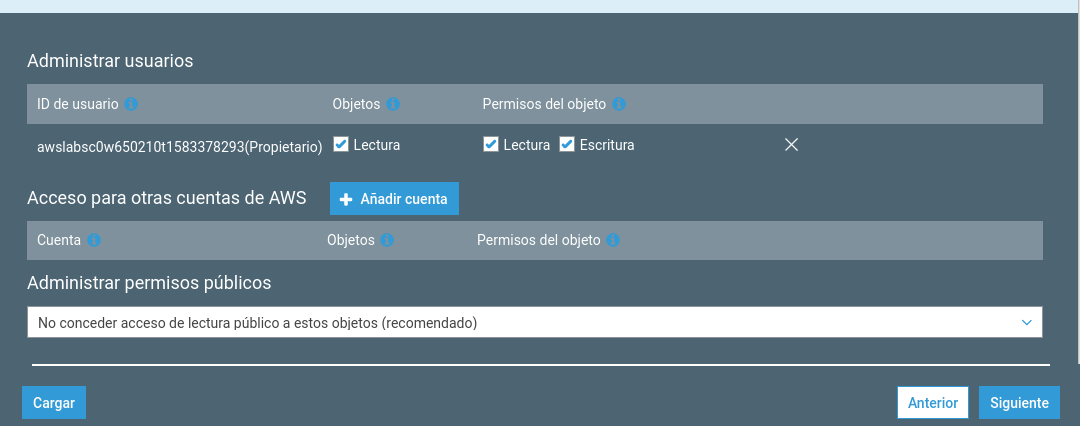 Administrar usuarios
ID de usuario Objetos Permisos del objeto
awslabsc0w650210t1583378293(Propietario) Lectura Lectura Escritura
Acceso para otras cuentas de AWS Añadir cuenta
Cuenta Objetos Permisos del objeto
Administrar permisos públicos
No conceder acceso de lectura público a estos objetos (recomendado)
Cargar Anterior Siguiente